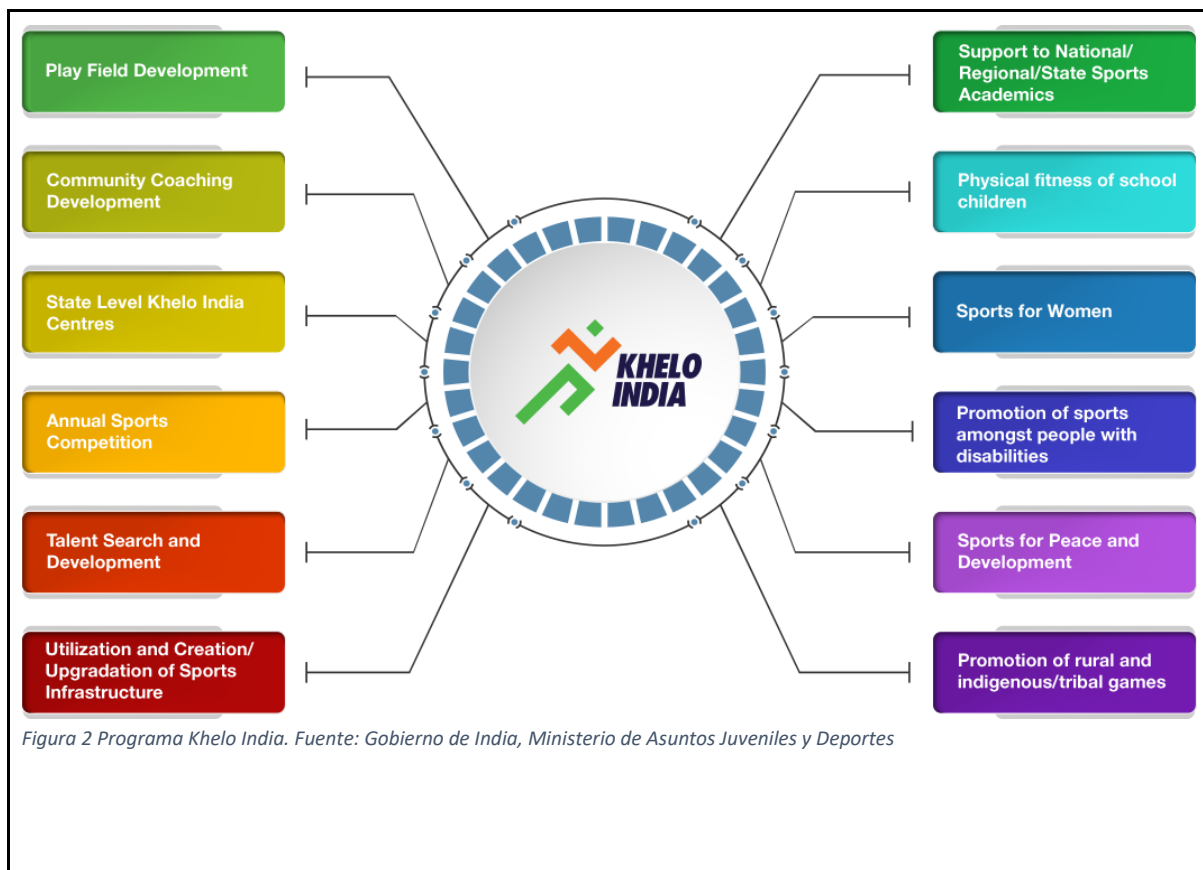 Play Field Development
Community Coaching
Development
State Level Khelo India
Centres
Annual Sports
Competition
Talent Search and
Development
Utilization and Creation/
Upgradation of Sports
Infrastructure
KHELO
INDIA
Support to National/
Regional/State Sports
Academics
Physical fitness of school
children
Sports for Women
Promotion of sports
amongst people with
disabilities
Sports for Peace and
Development
Promotion of rural and
indigenous/tribal games
Figura 2 Programa Khelo India. Fuente: Gobierno de India, Ministerio de Asuntos Juveniles y Deportes